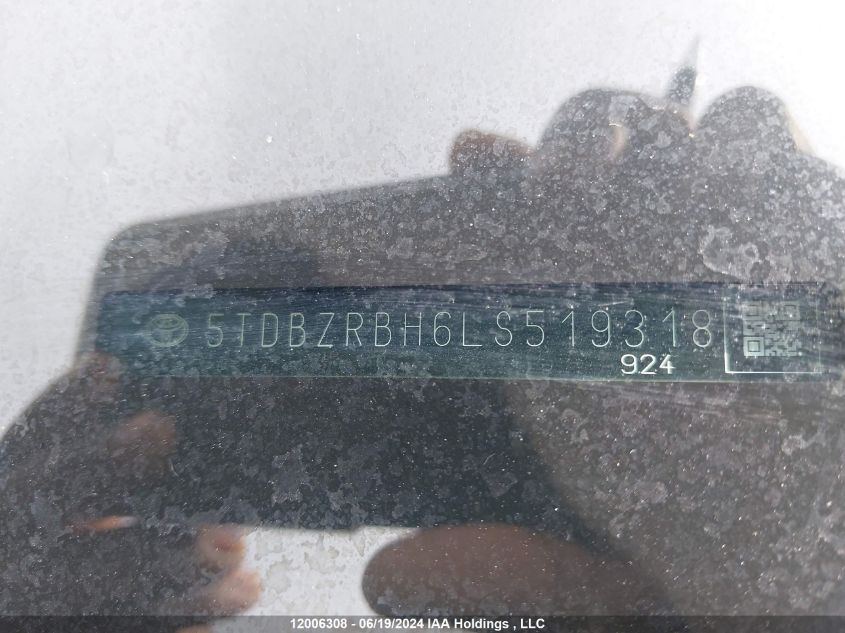 5TDBZRBH6LS519318
924
12006308 - 06/19/2024 IAA Holdings , LLC